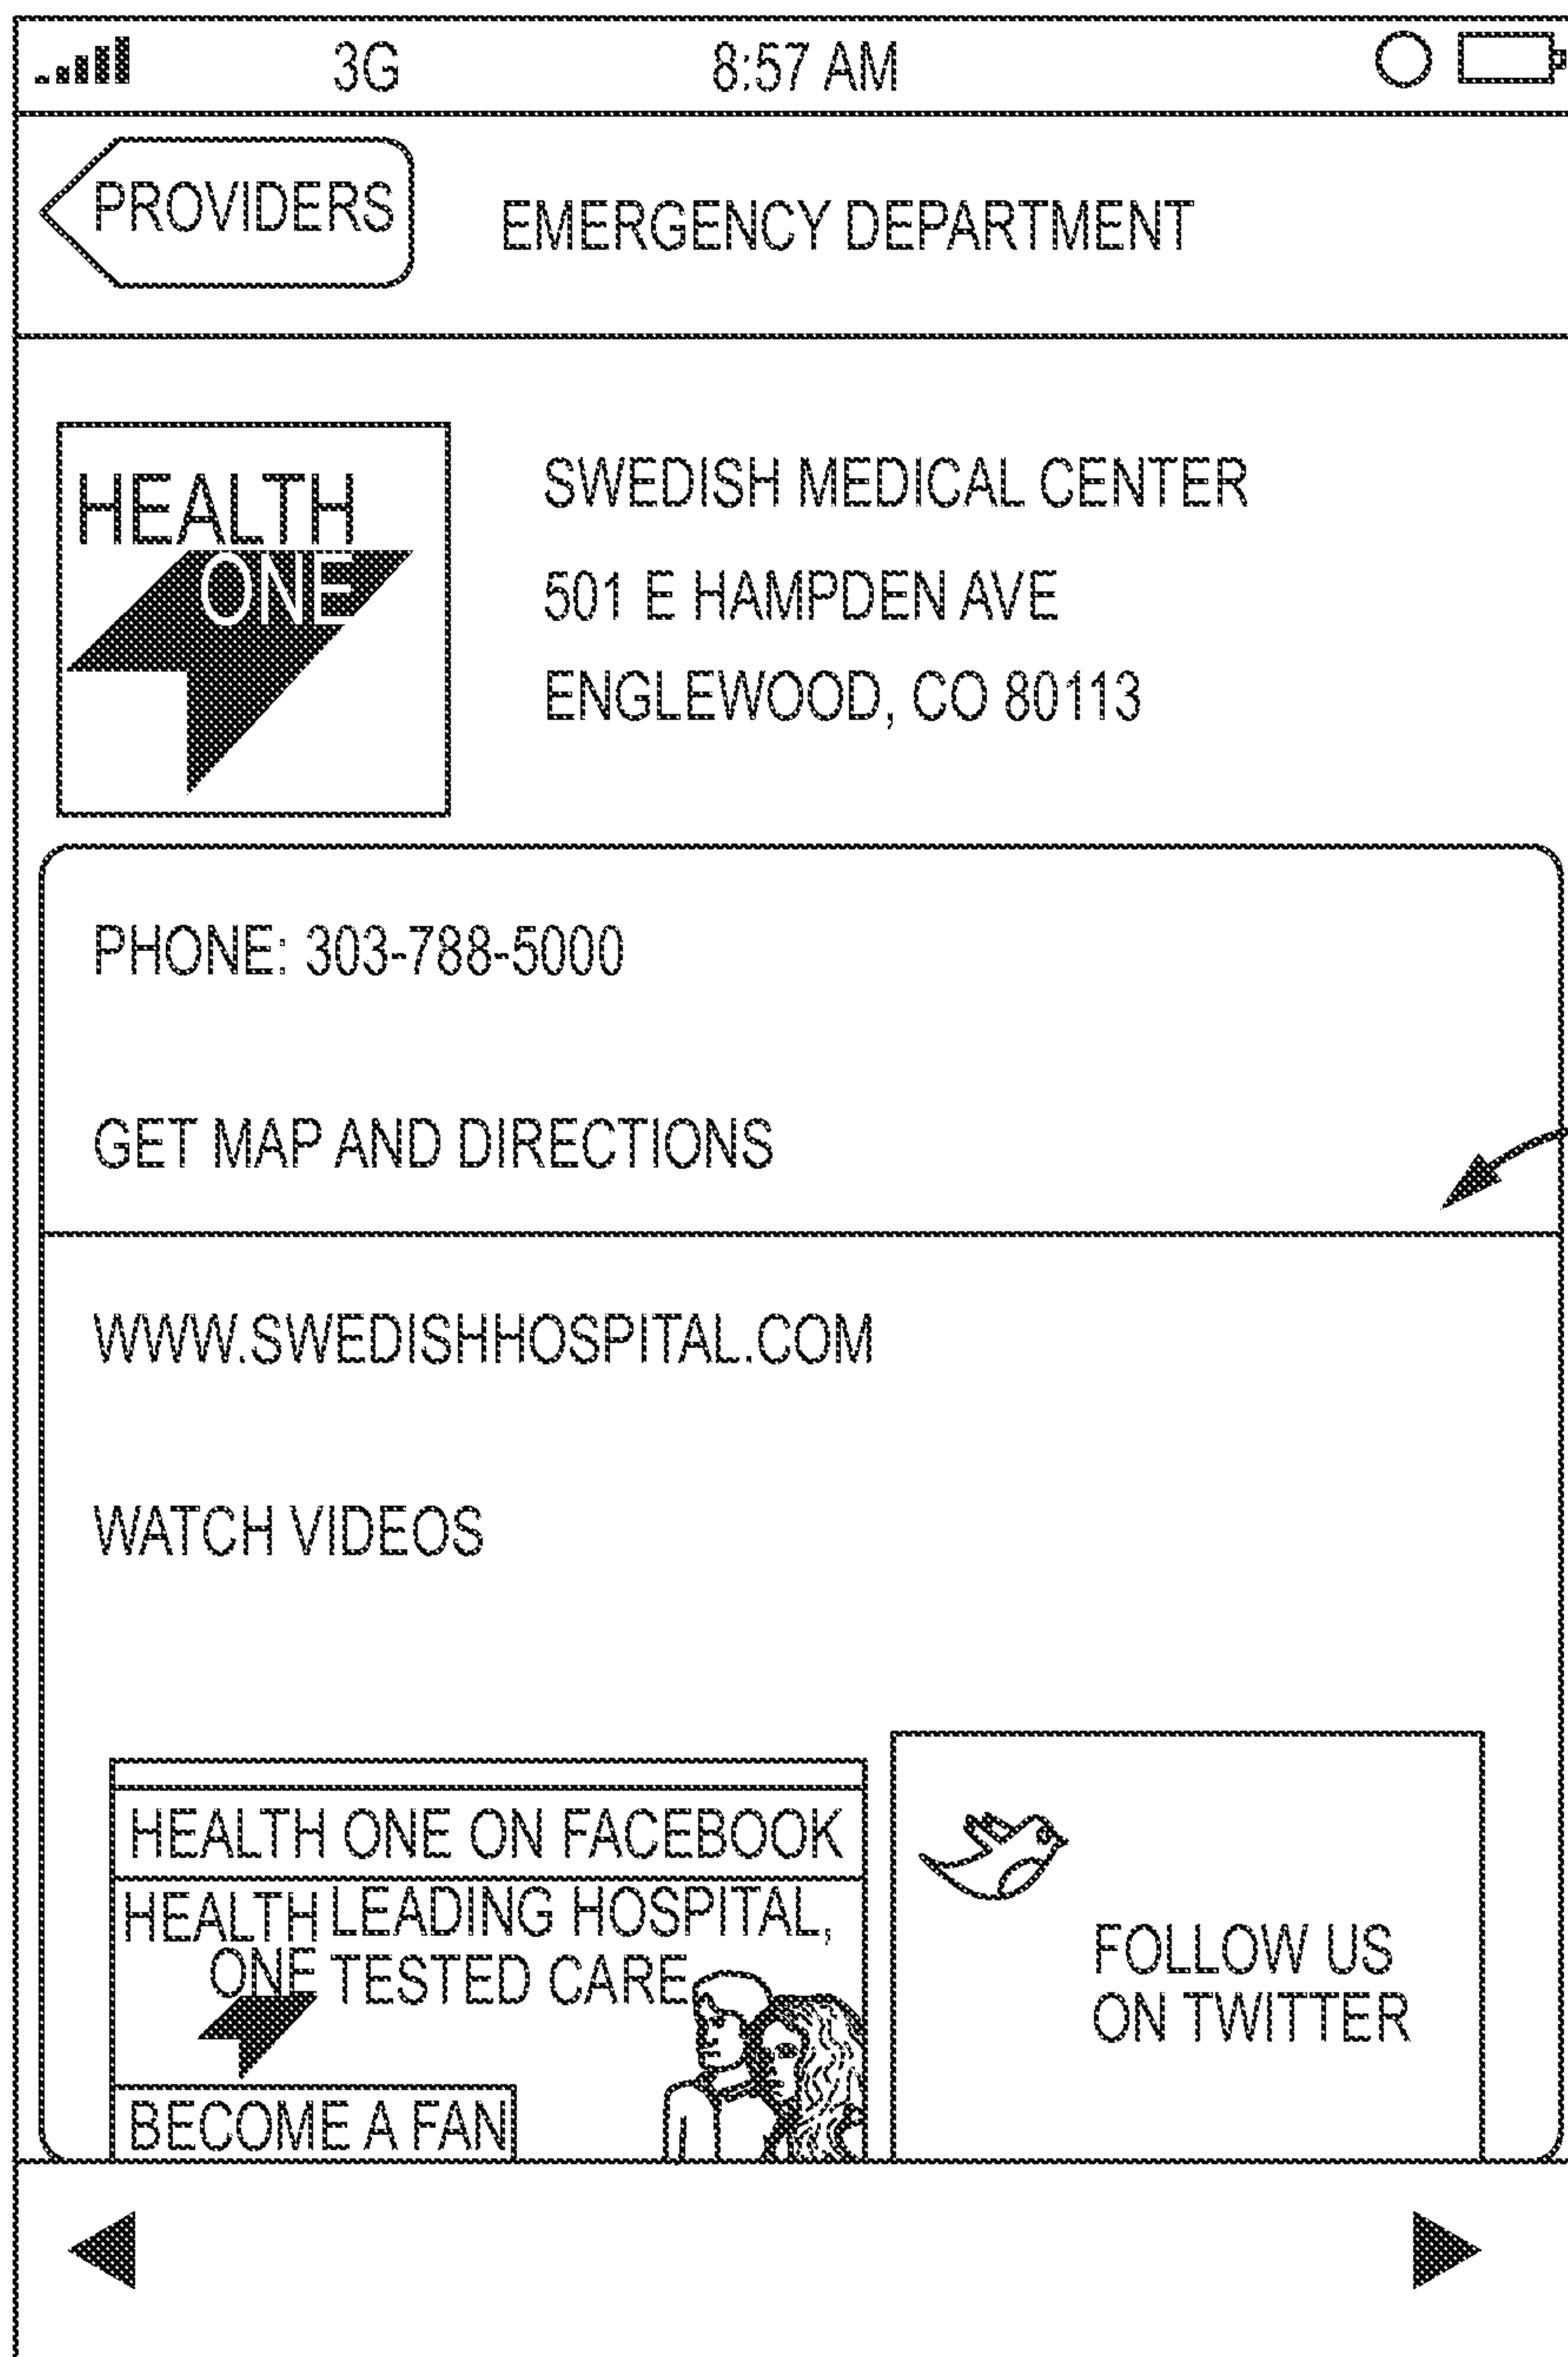 3G 8:57 AM
PROVIDERS EMERGENCY DEPARTMENT
HEALTH
ONE
SWEDISH MEDICAL CENTER
501 E HAMPDEN AVE
ENGLEWOOD, CO 80113
PHONE: 303-788-5000
GET MAP AND DIRECTIONS
WWW.SWEDISHHOSPITAL.COM
WATCH VIDEOS
HEALTH ONE ON FACEBOOK
HEALTH
ONE
LEADING HOSPITAL,
TESTED CARE
BECOME A FAN
FOLLOW US
ON TWITTER